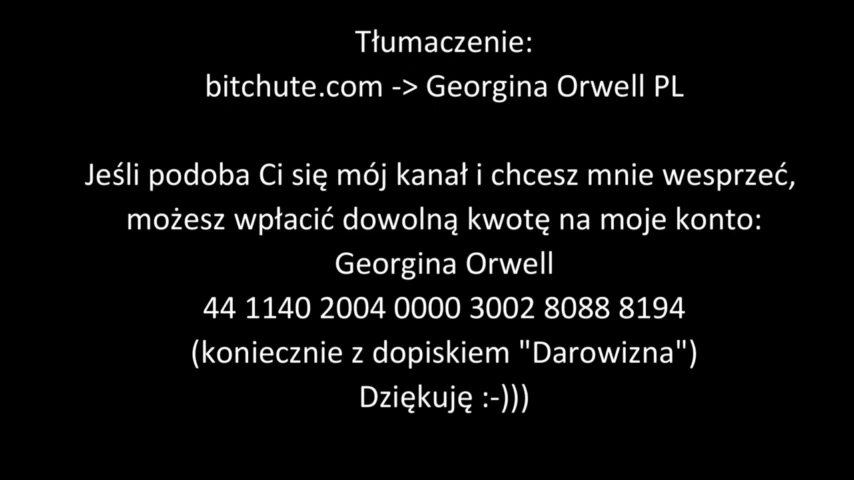 Tłumaczenie:
bitchute.com -> Georgina Orwell PL
Jeśli podoba Ci się mój kanał i chcesz mnie wesprzeć,
możesz wpłacić dowolną kwotę na moje konto:
Georgina Orwell
44 1140 2004 0000 3002 8088 8194
(koniecznie z dopiskiem "Darowizna")
Dziękuję :-)))